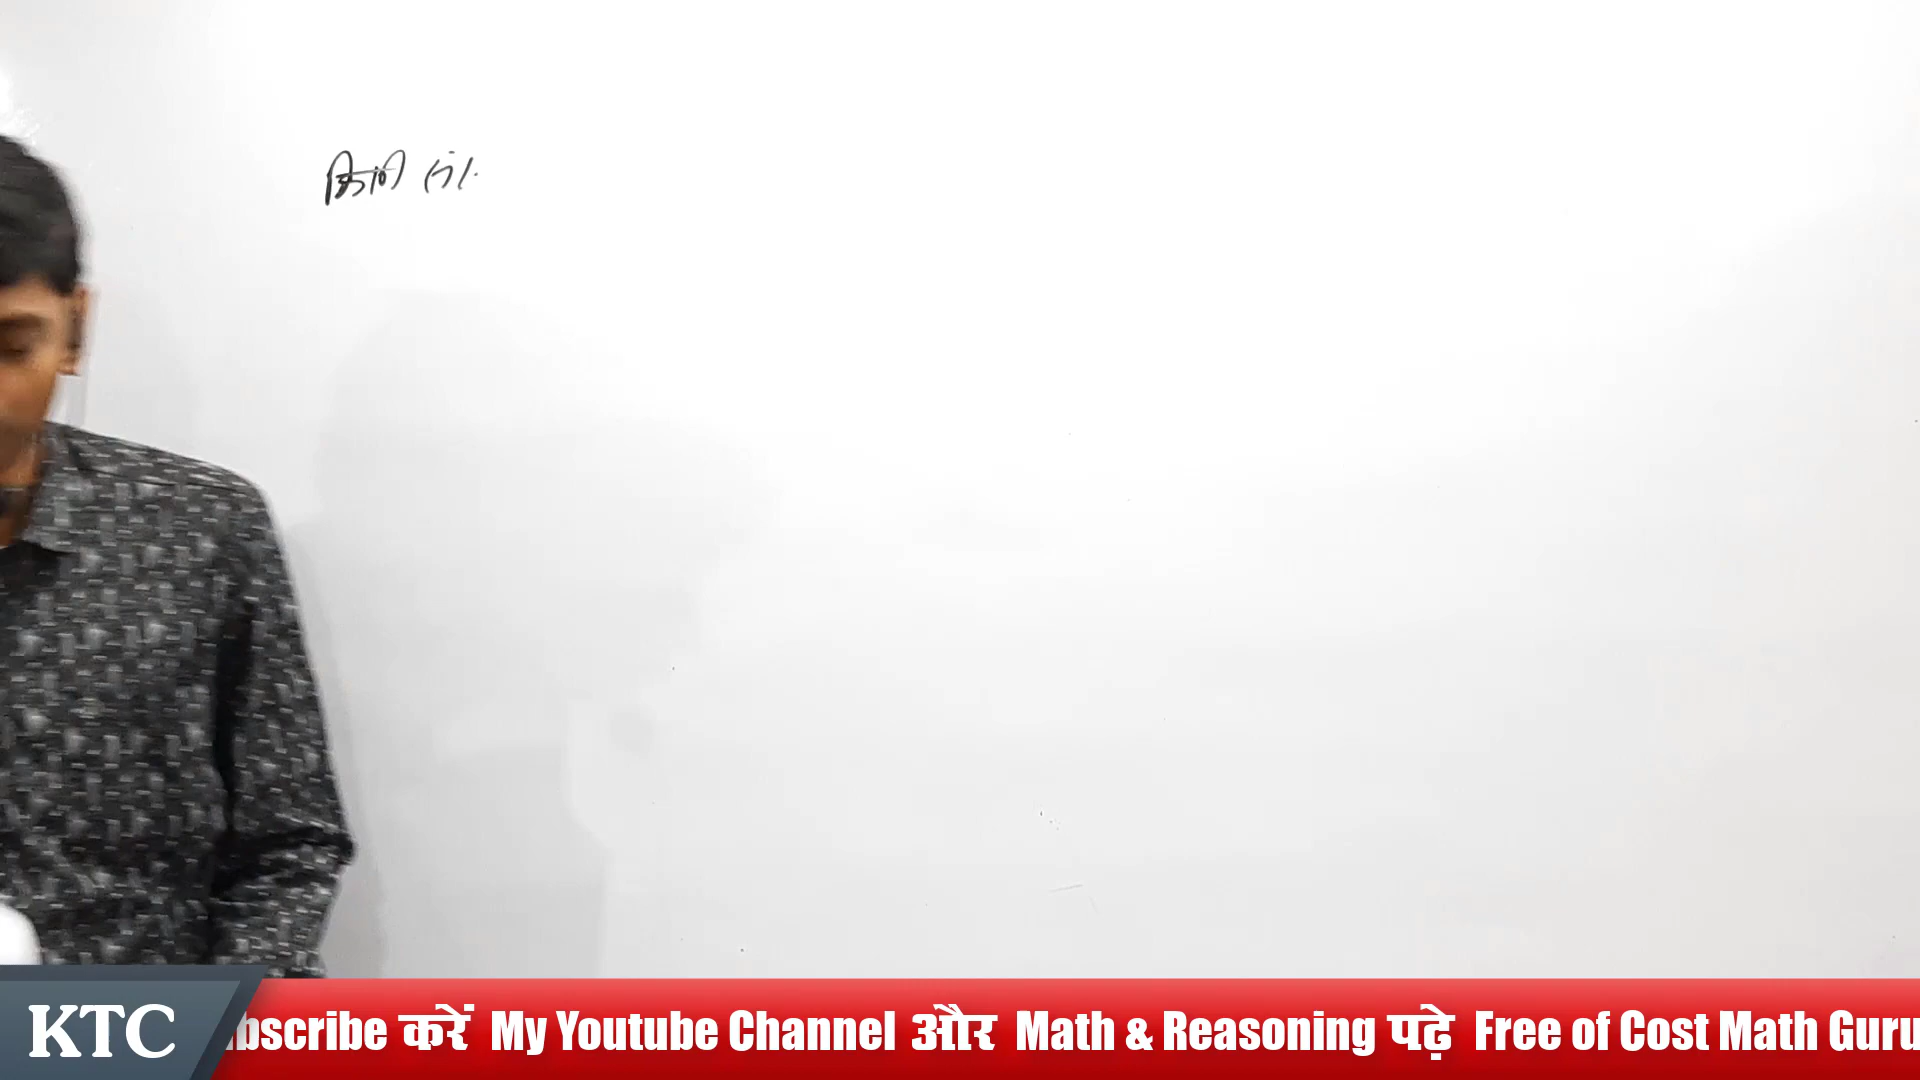 KTC
bscribe करें My Youtube Channel और Math & Reasoning पढ़े Free of Cost Math Guru